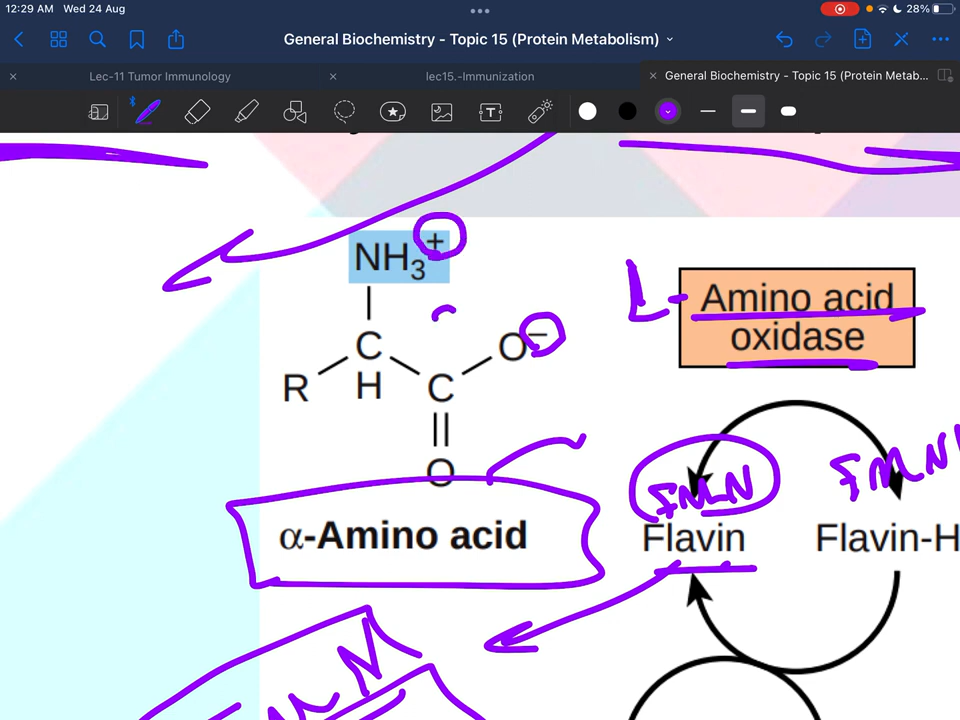 12:29 AM Wed 24 Aug
28%
General Biochemistry - Topic 15 (Protein Metabolism)
Lec-11 Tumor Immunology
lec15.-Immunization
General Biochemistry - Topic 15 (Protein Metab...
T
NH3+
C
H
R
C
O−
O
α-Amino acid
L-
Amino acid
oxidase
FMN
FMN
Flavin
Flavin-H